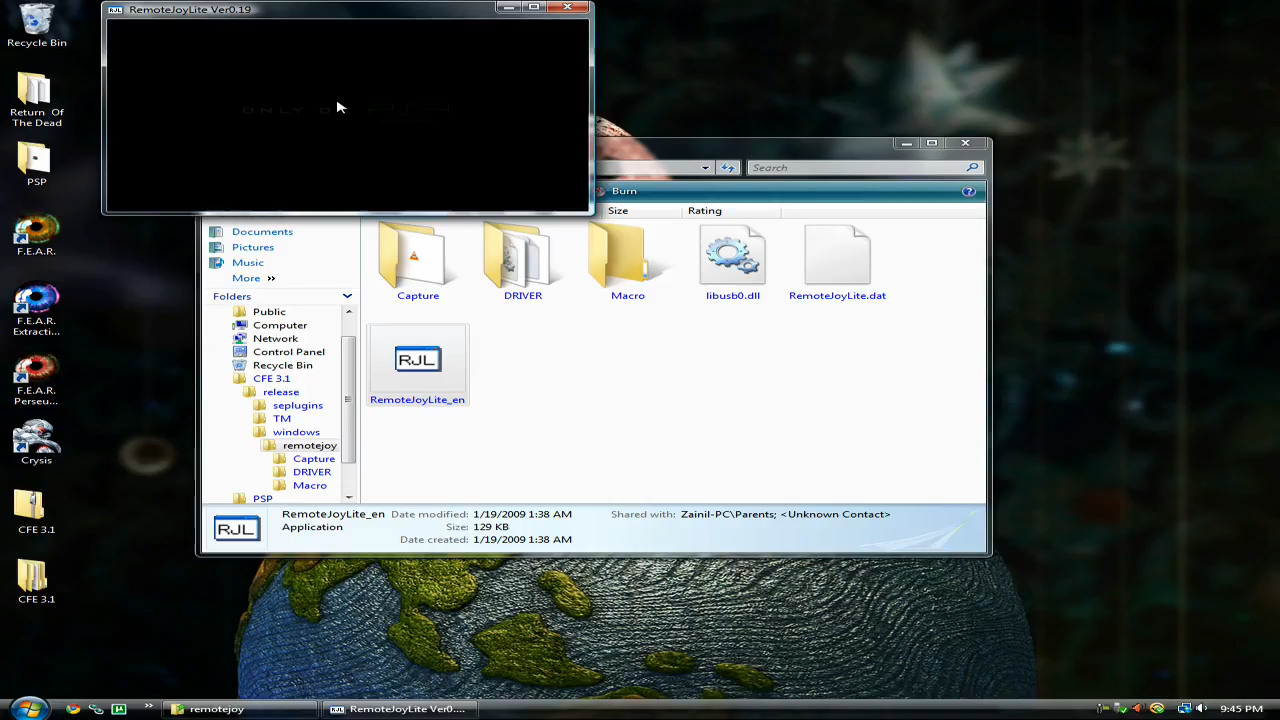 RJL RemoteJoyLite Ver0.19
Recycle Bin
Return Of
The Dead
PSP
F.E.A.R.
F.E.A.R.
Extracti...
F.E.A.R.
Perseu...
Crysis
CFE 3.1
CFE 3.1
ONLY
Search
Burn
Size
Rating
Documents
Pictures
Music
More »
Folders
Public
Computer
Network
Control Panel
Recycle Bin
CFE 3.1
release
seplugins
TM
windows
remotejoy
Capture
DRIVER
Macro
PSP
Capture
DRIVER
Macro
libusb0.dll
RemoteJoyLite.dat
RJL
RemoteJoyLite_en
RJL
RemoteJoyLite_en Date modified: 1/19/2009 1:38 AM Shared with: Zainil-PC\Parents; <Unknown Contact>
Application Size: 129 KB
Date created: 1/19/2009 1:38 AM
» remotejoy RJL RemoteJoyLite Ver0.... 9:45 PM